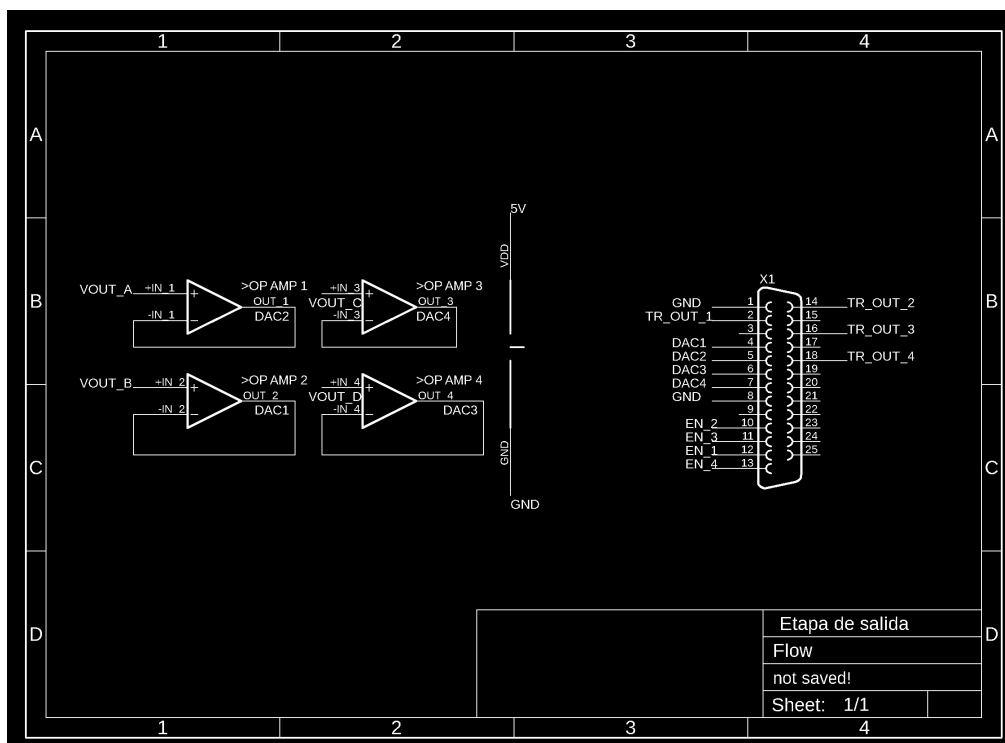 1 2 3 4
A A
5V
VDD
VOUT_A +IN_1 >OP AMP 1
OUT_1
-IN_1 DAC2
+IN_3 >OP AMP 3
VOUT_C OUT_3
-IN_3 DAC4
B B
VOUT_B +IN_2 >OP AMP 2
OUT_2
-IN_2 DAC1
+IN_4 >OP AMP 4
VOUT_D OUT_4
-IN_4 DAC3
GND
GND
X1
GND 1 14 TR_OUT_2
TR_OUT_1 2 15
3 16 TR_OUT_3
DAC1 4 17
DAC2 5 18 TR_OUT_4
DAC3 6 19
DAC4 7 20
GND 8 21
9 22
EN_2 10 23
EN_3 11 24
EN_1 12 25
EN_4 13
C C
D D
Etapa de salida
Flow
not saved!
Sheet: 1/1
1 2 3 4